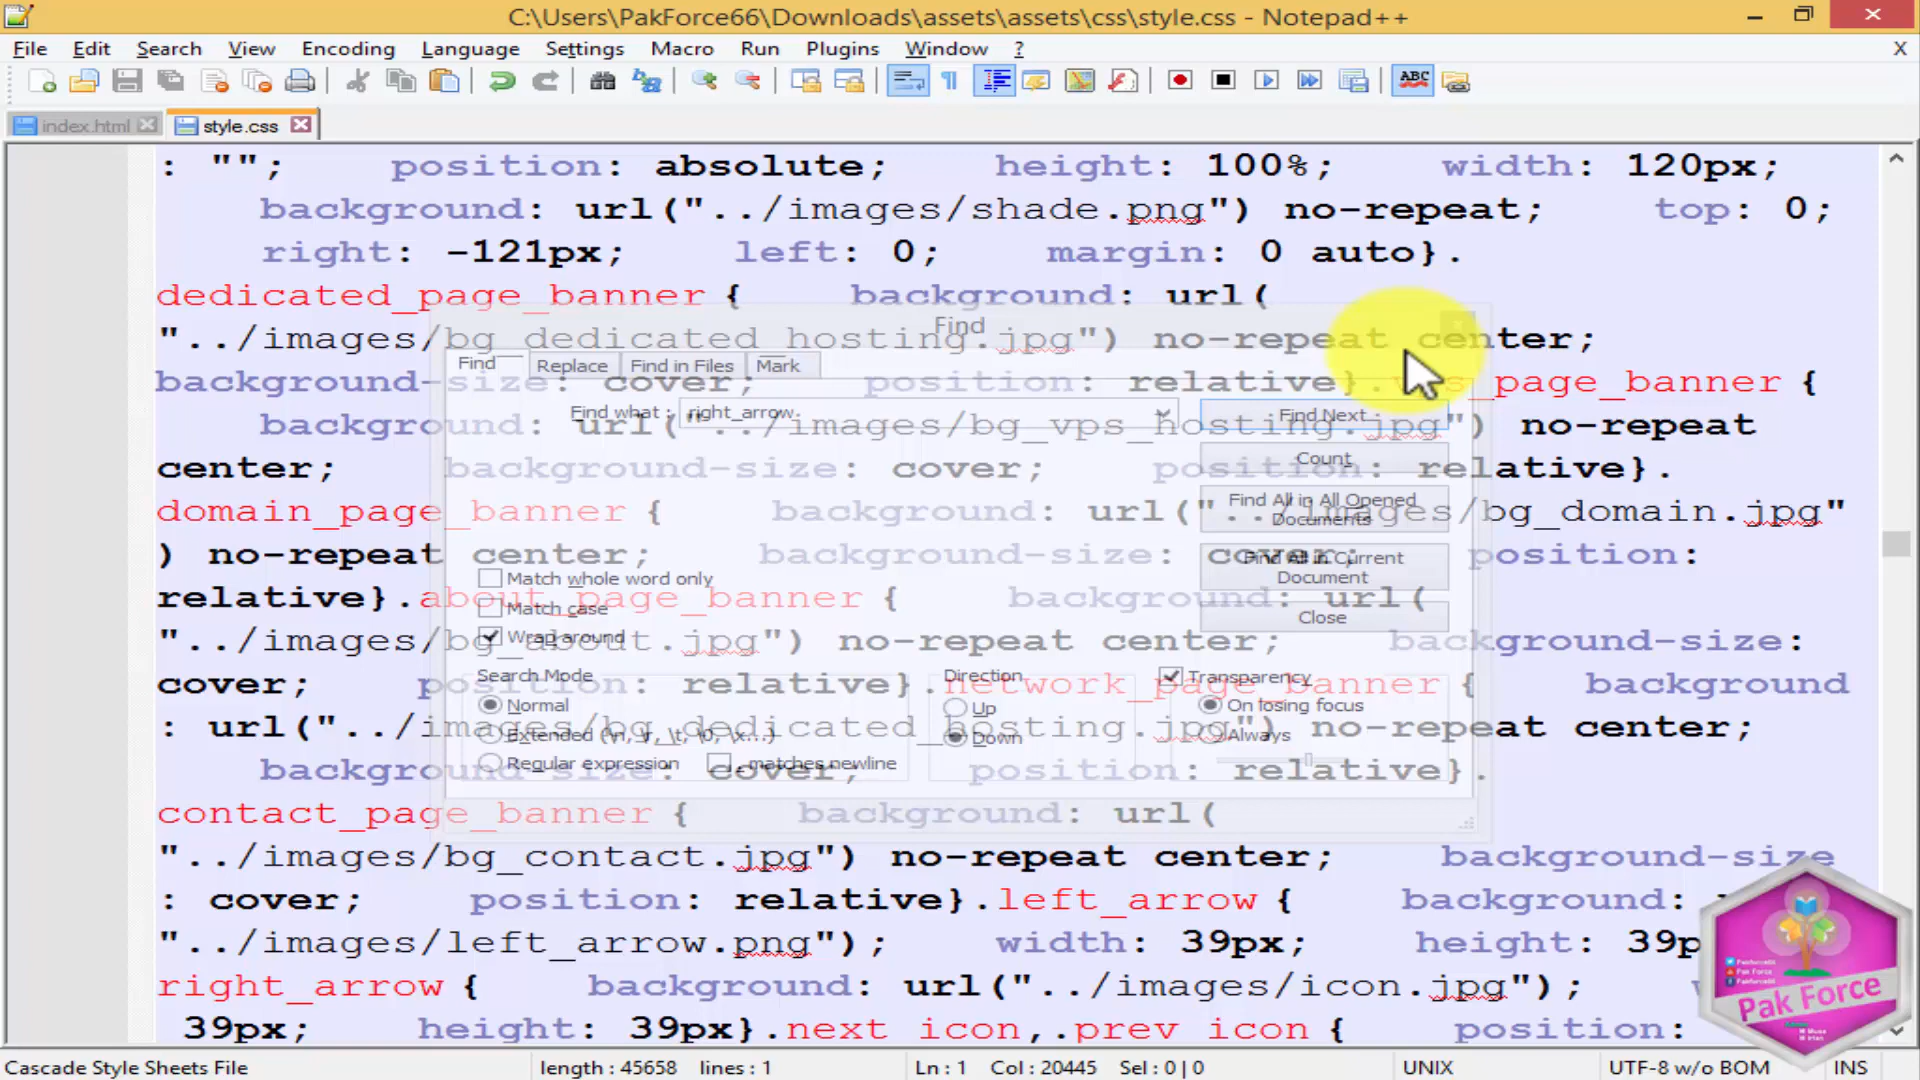 C:\Users\PakForce66\Downloads\assets\assets\css\style.css - Notepad++
File Edit Search View Encoding Language Settings Macro Run Plugins Window ? X
ABC
index.html style.css
: ""; position: absolute; height: 100%; width: 120px;
background: url("../images/shade.png") no-repeat; top: 0;
right: -121px; left: 0; margin: 0 auto}.
dedicated_page_banner { background: url(
Find
"../images/bg_dedicated_hosting.jpg") no-repeat center;
Find Replace Find in Files Mark
background-size: cover; position: relative}.vps_page_banner {
Find what : right_arrow Find Next
background: url("../images/bg_vps_hosting.jpg") no-repeat
Count
center; background-size: cover; position: relative}.
Find All in All Opened Documents
domain_page_banner { background: url("../images/bg_domain.jpg"
) no-repeat center; background-size: cover; position:
Find All in Current Document
Match whole word only
relative}.about_page_banner { background: url(
Match case
Close
"../images/bg_about.jpg") no-repeat center; background-size:
Wrap around
Search Mode Direction Transparency
cover; position: relative}.network_page_banner { background
Normal Up On losing focus
: url("../images/bg_dedicated_hosting.jpg") no-repeat center;
Extended (\n, \r, \t, \0, \x...) Down Always
Regular expression . matches newline
background-size: cover; position: relative}.
contact_page_banner { background: url(
"../images/bg_contact.jpg") no-repeat center; background-size
: cover; position: relative}.left_arrow { background:
"../images/left_arrow.png"); width: 39px; height: 39p
right_arrow { background: url("../images/icon.jpg");
39px; height: 39px}.next_icon,.prev_icon { position:
Pak Force
Cascade Style Sheets File length : 45658 lines : 1 Ln : 1 Col : 20445 Sel : 0 | 0 UNIX UTF-8 w/o BOM INS